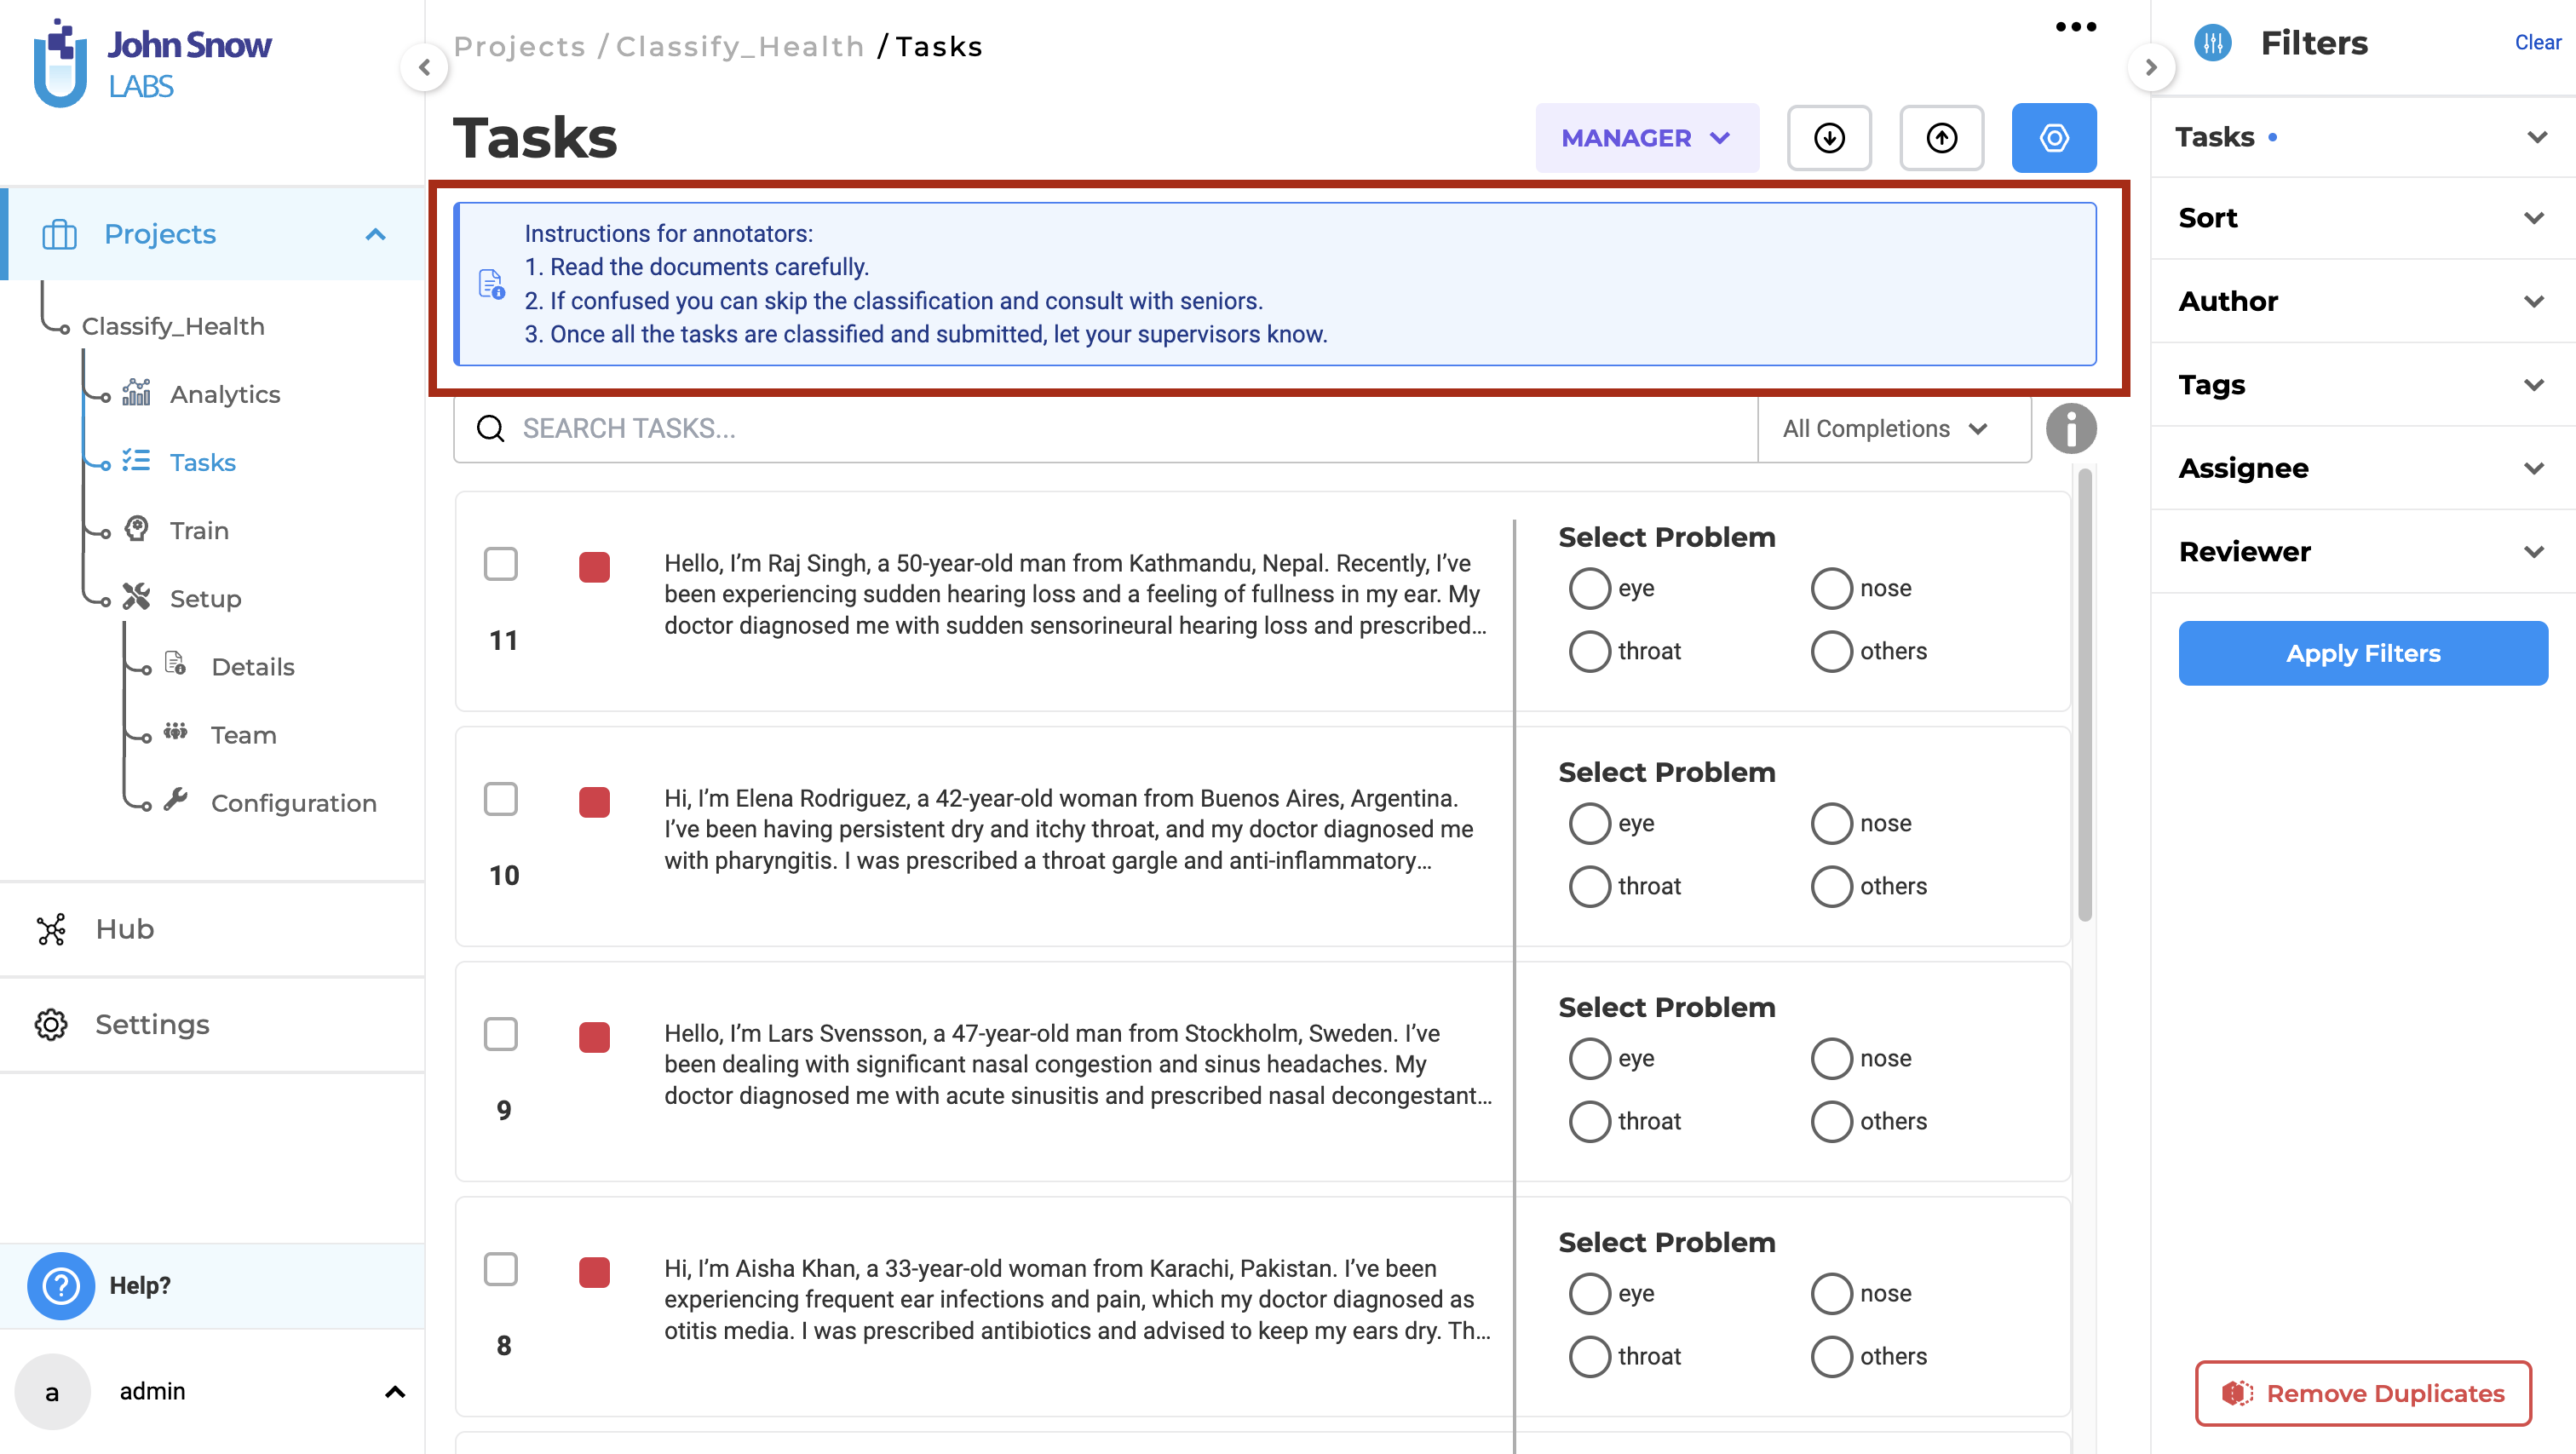 John Snow
LABS
Projects
Classify_Health
Analytics
Tasks
Train
Setup
Details
Team
Configuration
Hub
Settings
Help?
a
admin
Projects / Classify_Health / Tasks
Tasks
MANAGER
Instructions for annotators:
1. Read the documents carefully.
2. If confused you can skip the classification and consult with seniors.
3. Once all the tasks are classified and submitted, let your supervisors know.
SEARCH TASKS...
All Completions
11
Hello, I’m Raj Singh, a 50-year-old man from Kathmandu, Nepal. Recently, I’ve
been experiencing sudden hearing loss and a feeling of fullness in my ear. My
doctor diagnosed me with sudden sensorineural hearing loss and prescribed...
Select Problem
eye nose
throat others
10
Hi, I’m Elena Rodriguez, a 42-year-old woman from Buenos Aires, Argentina.
I’ve been having persistent dry and itchy throat, and my doctor diagnosed me
with pharyngitis. I was prescribed a throat gargle and anti-inflammatory...
Select Problem
eye nose
throat others
9
Hello, I’m Lars Svensson, a 47-year-old man from Stockholm, Sweden. I’ve
been dealing with significant nasal congestion and sinus headaches. My
doctor diagnosed me with acute sinusitis and prescribed nasal decongestant...
Select Problem
eye nose
throat others
8
Hi, I’m Aisha Khan, a 33-year-old woman from Karachi, Pakistan. I’ve been
experiencing frequent ear infections and pain, which my doctor diagnosed as
otitis media. I was prescribed antibiotics and advised to keep my ears dry. Th...
Select Problem
eye nose
throat others
Filters
Clear
Tasks
Sort
Author
Tags
Assignee
Reviewer
Apply Filters
Remove Duplicates